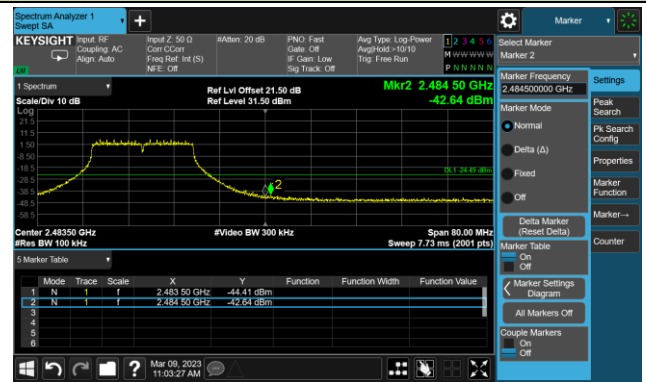 Spectrum Analyzer 1
Swept SA
Marker
KEYSIGHT Input: RF Input Z: 50 Ω #Atten: 20 dB PNO: Fast Avg Type: Log-Power 1 2 3 4 5 6
Coupling: AC Corr CCorr Gate: Off Avg|Hold:>10/10 M W W W W W
Align: Auto Freq Ref: Int (S) IF Gain: Low Trig: Free Run
NFE: Off Sig Track: Off P N N N N N
LXI
Select Marker
Marker 2
1 Spectrum
Scale/Div 10 dB
Ref Lvl Offset 21.50 dB
Ref Level 31.50 dBm
Mkr2 2.484 50 GHz
-42.64 dBm
Log
21.5
11.5
1.50
-8.50
-18.5
-28.5
-38.5
-48.5
-58.5
DL1 -24.45 dBm
2
Center 2.48350 GHz #Video BW 300 kHz Span 80.00 MHz
#Res BW 100 kHz Sweep 7.73 ms (2001 pts)
5 Marker Table
Mode Trace Scale X Y Function Function Width Function Value
1 N 1 f 2.483 50 GHz -44.41 dBm
2 N 1 f 2.484 50 GHz -42.64 dBm
3
4
5
6
Marker Frequency
2.484500000 GHz
Marker Mode
Normal
Delta (Δ)
Fixed
Off
Delta Marker
(Reset Delta)
Marker Table
On
Off
Marker Settings
Diagram
All Markers Off
Couple Markers
On
Off
Settings
Peak
Search
Pk Search
Config
Properties
Marker
Function
Marker→
Counter
?
Mar 09, 2023
11:03:27 AM